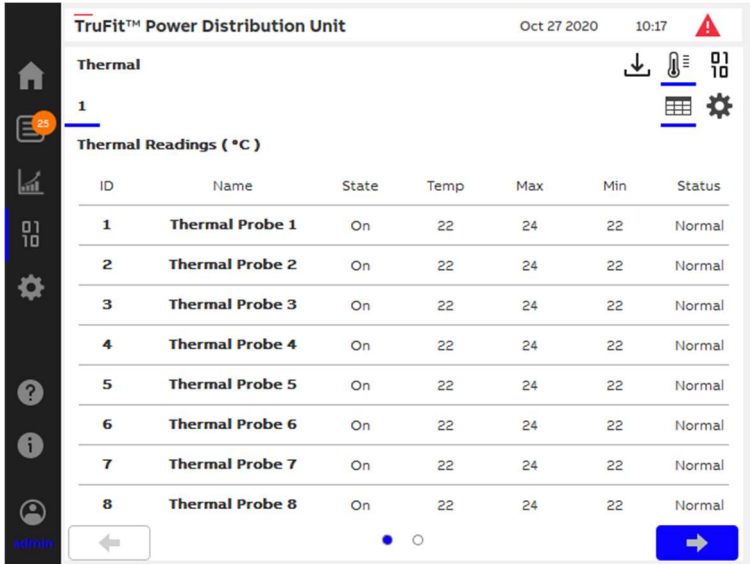 TruFit™ Power Distribution Unit Oct 27 2020 10:17
Thermal
01
10
1
25
Thermal Readings ( °C )
ID Name State Temp Max Min Status
1 Thermal Probe 1 On 22 24 22 Normal
01
10
2 Thermal Probe 2 On 22 24 22 Normal
3 Thermal Probe 3 On 22 24 22 Normal
4 Thermal Probe 4 On 22 24 22 Normal
5 Thermal Probe 5 On 22 24 22 Normal
6 Thermal Probe 6 On 22 24 22 Normal
7 Thermal Probe 7 On 22 24 22 Normal
8 Thermal Probe 8 On 22 24 22 Normal
admin